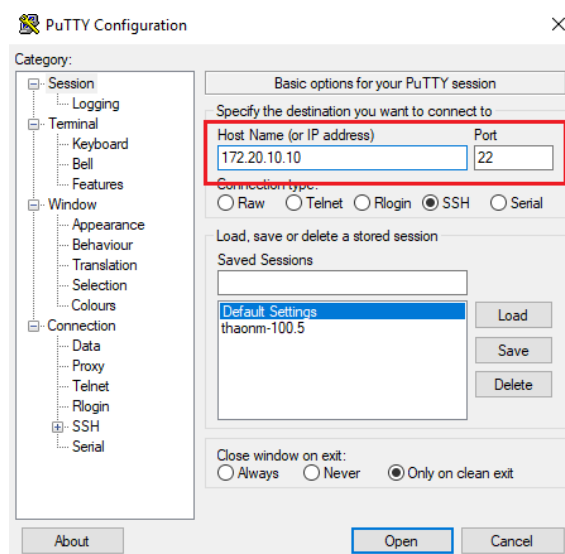 PuTTY Configuration
Category:
Session
Logging
Terminal
Keyboard
Bell
Features
Window
Appearance
Behaviour
Translation
Selection
Colours
Connection
Data
Proxy
Telnet
Rlogin
SSH
Serial
Basic options for your PuTTY session
Specify the destination you want to connect to
Host Name (or IP address) Port
172.20.10.10 22
Connection type:
Raw Telnet Rlogin SSH Serial
Load, save or delete a stored session
Saved Sessions
Default Settings
thaonm-100.5
Load
Save
Delete
Close window on exit:
Always Never Only on clean exit
About Open Cancel